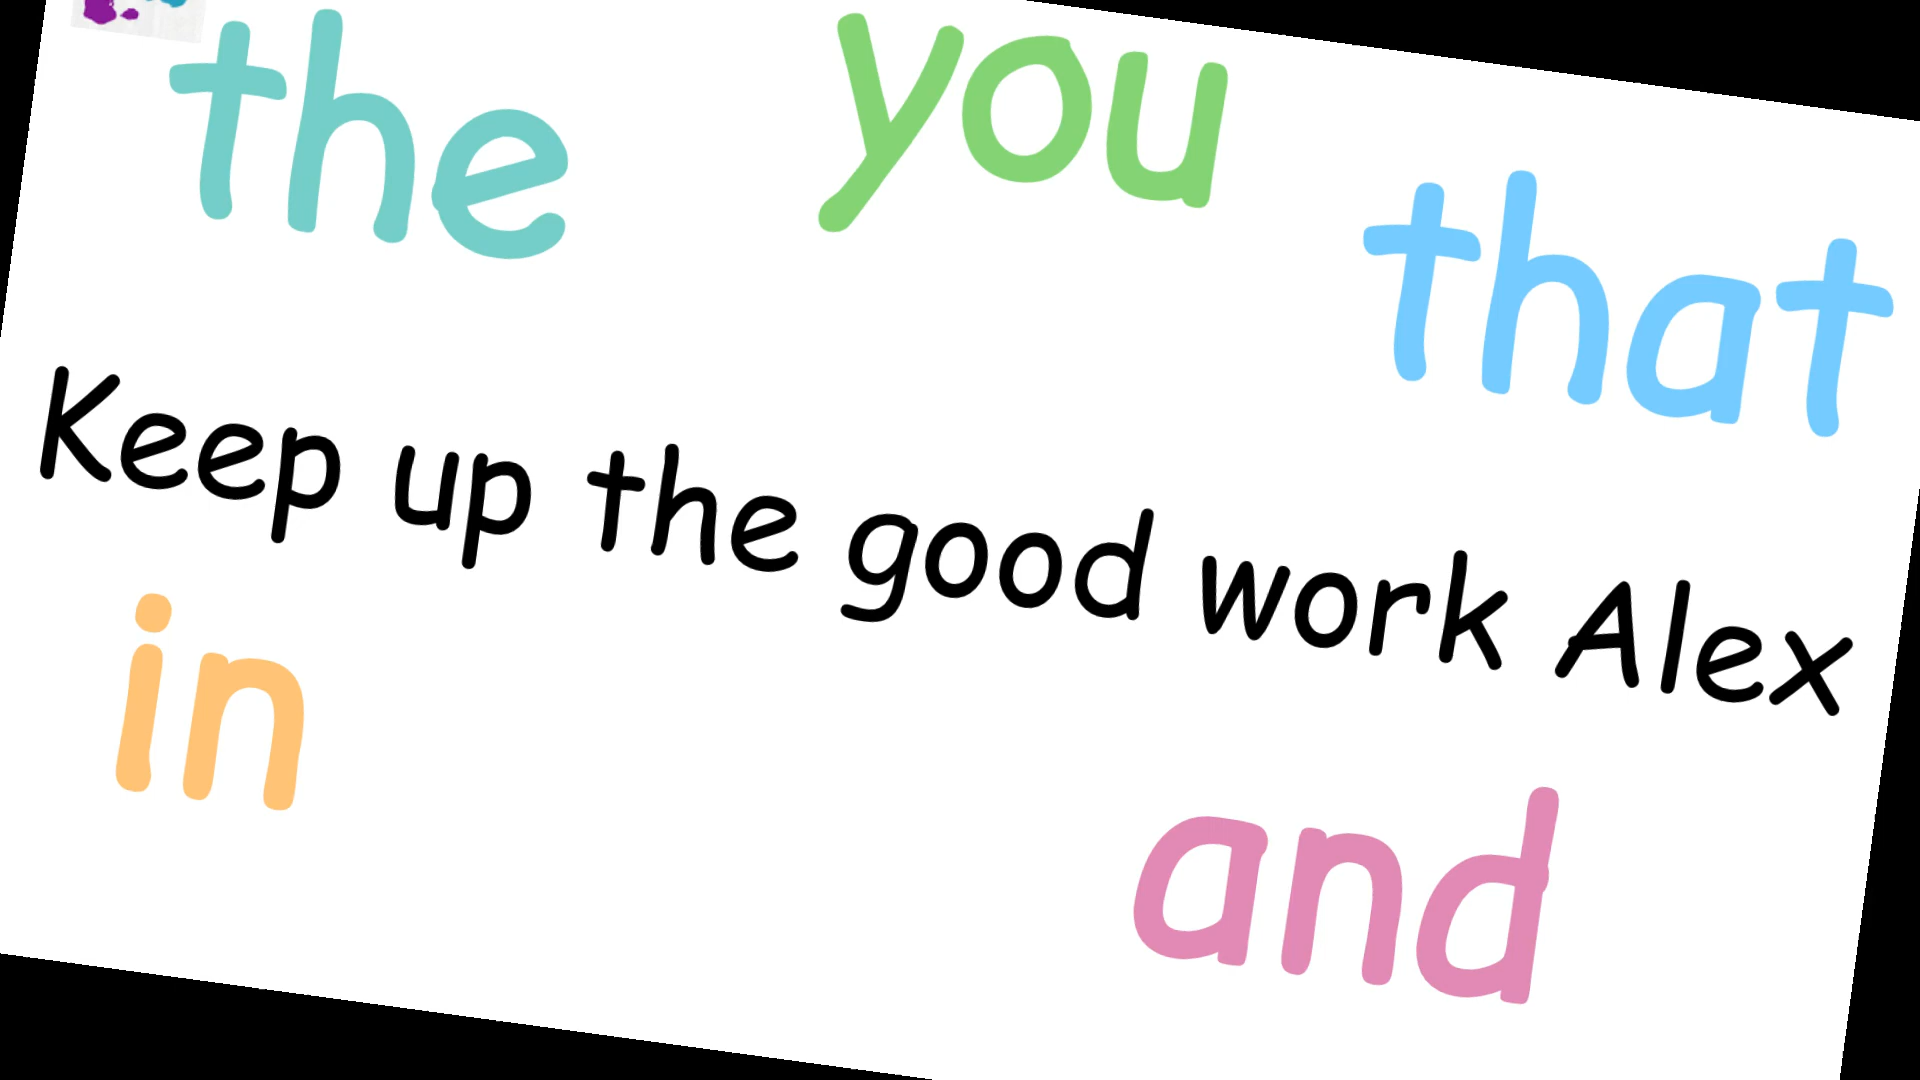 the
you
that
Keep up the good work Alex
in
and